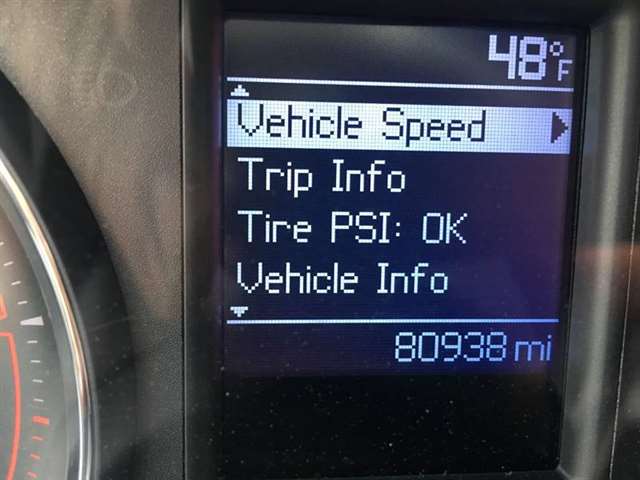 48°F
Vehicle Speed
Trip Info
Tire PSI: OK
Vehicle Info
80938 mi